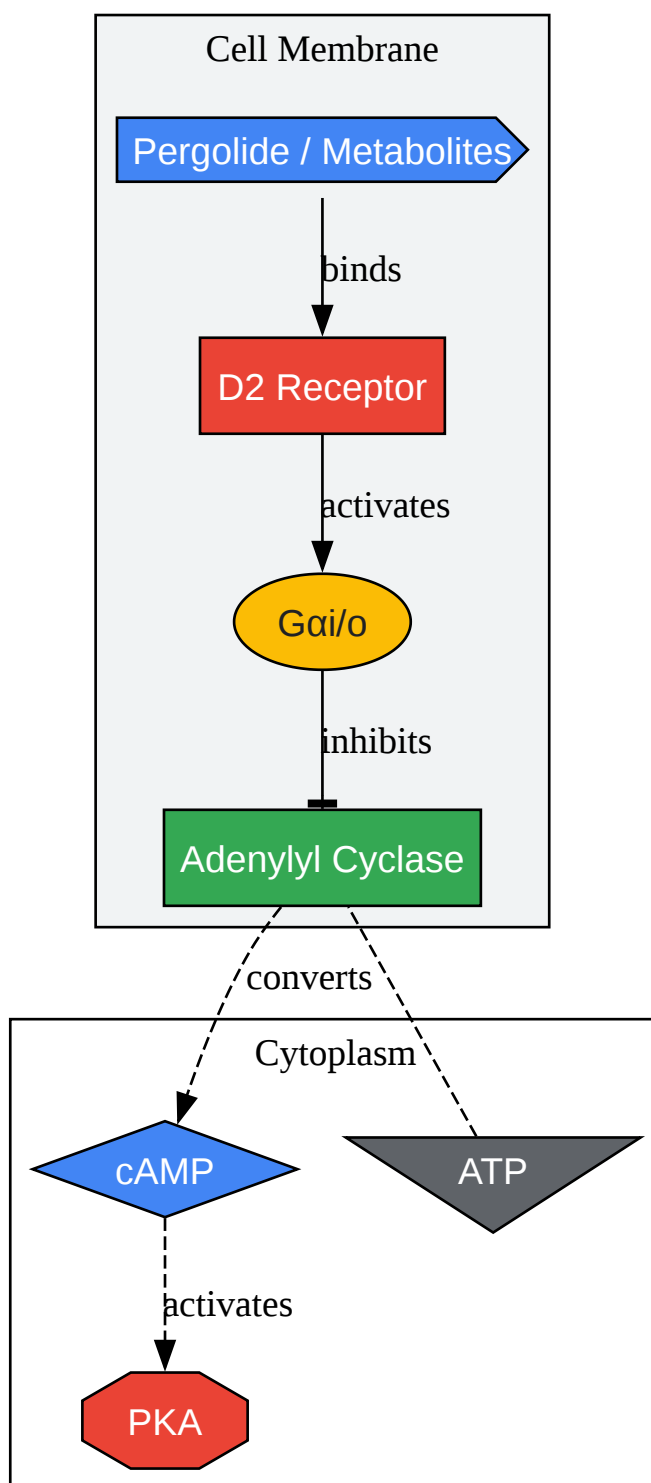 Cell Membrane
Pergolide / Metabolites
binds
D2 Receptor
activates
Gαi/o
inhibits
Adenylyl Cyclase
converts
Cytoplasm
cAMP
ATP
activates
PKA